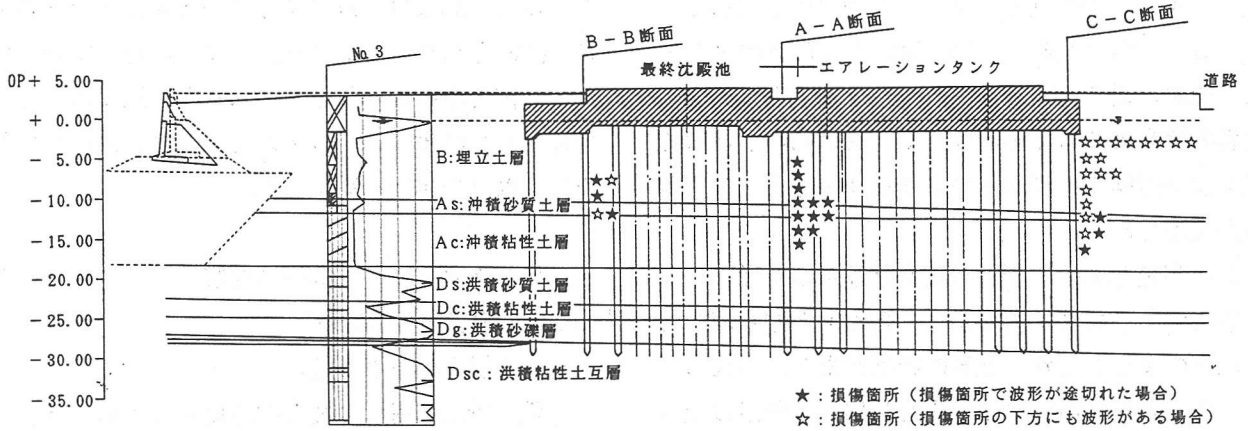 B－B断面
A－A断面
C－C断面
No.3
最終沈殿池
エアレーションタンク
道路
OP＋ 5.00
＋ 0.00
－ 5.00
－10.00
－15.00
－20.00
－25.00
－30.00
－35.00
B:埋立土層
As:沖積砂質土層
Ac:沖積粘性土層
Ds:洪積砂質土層
Dc:洪積粘性土層
Dg:洪積砂礫層
Dsc：洪積粘性土互層
★：損傷箇所（損傷箇所で波形が途切れた場合）
☆：損傷箇所（損傷箇所の下方にも波形がある場合）